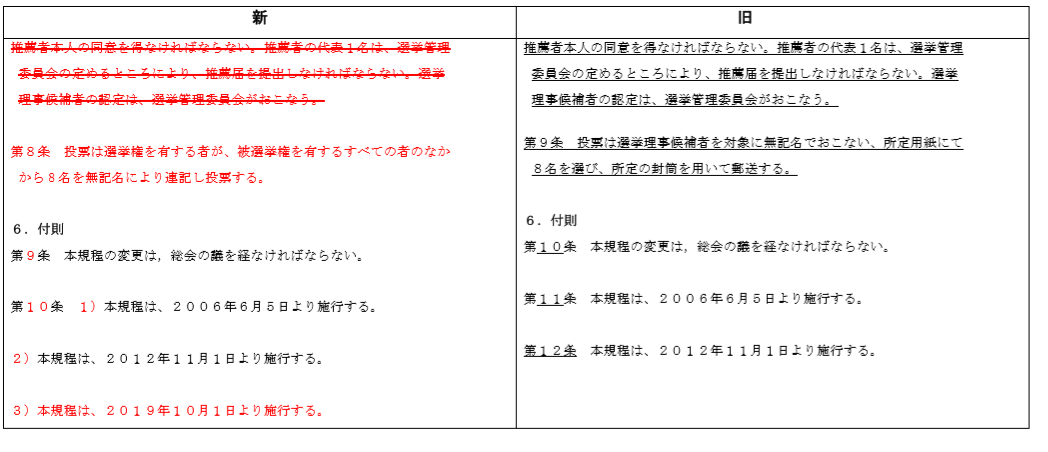 新
推薦者本人の同意を得なければならない。推薦者の代表１名は、選挙管理
委員会の定めるところにより、推薦届を提出しなければならない。選挙
理事候補者の認定は、選挙管理委員会がおこなう。
第８条　投票は選挙権を有する者が、被選挙権を有するすべての者のなか
から８名を無記名により連記し投票する。
６．付則
第９条　本規程の変更は，総会の議を経なければならない。
第１０条　１）本規程は、２００６年６月５日より施行する。
２）本規程は、２０１２年１１月１日より施行する。
３）本規程は、２０１９年１０月１日より施行する。
旧
推薦者本人の同意を得なければならない。推薦者の代表１名は、選挙管理
委員会の定めるところにより、推薦届を提出しなければならない。選挙
理事候補者の認定は、選挙管理委員会がおこなう。
第９条　投票は選挙理事候補者を対象に無記名でおこない、所定用紙にて
８名を選び、所定の封筒を用いて郵送する。
６．付則
第１０条　本規程の変更は，総会の議を経なければならない。
第１１条　本規程は、２００６年６月５日より施行する。
第１２条　本規程は、２０１２年１１月１日より施行する。